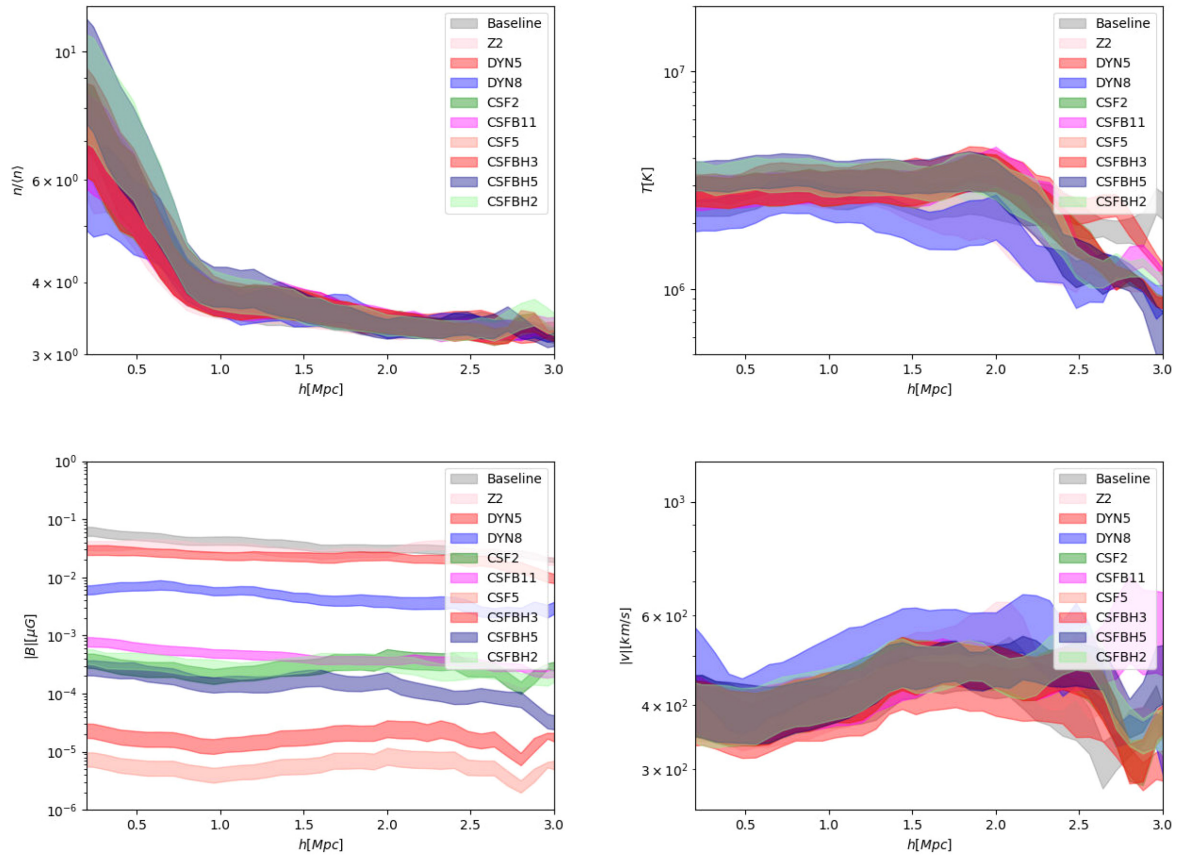 n/⟨n⟩
10¹
6 × 10⁰
4 × 10⁰
3 × 10⁰
0.5 1.0 1.5 2.0 2.5 3.0
h[Mpc]
Baseline
Z2
DYN5
DYN8
CSF2
CSFB11
CSF5
CSFBH3
CSFBH5
CSFBH2
T[K]
10⁷
10⁶
0.5 1.0 1.5 2.0 2.5 3.0
h[Mpc]
Baseline
Z2
DYN5
DYN8
CSF2
CSFB11
CSF5
CSFBH3
CSFBH5
CSFBH2
|B|[μG]
10⁰
10⁻¹
10⁻²
10⁻³
10⁻⁴
10⁻⁵
10⁻⁶
0.5 1.0 1.5 2.0 2.5 3.0
h[Mpc]
Baseline
Z2
DYN5
DYN8
CSF2
CSFB11
CSF5
CSFBH3
CSFBH5
CSFBH2
|v|[km/s]
10³
6 × 10²
4 × 10²
3 × 10²
0.5 1.0 1.5 2.0 2.5 3.0
h[Mpc]
Baseline
Z2
DYN5
DYN8
CSF2
CSFB11
CSF5
CSFBH3
CSFBH5
CSFBH2